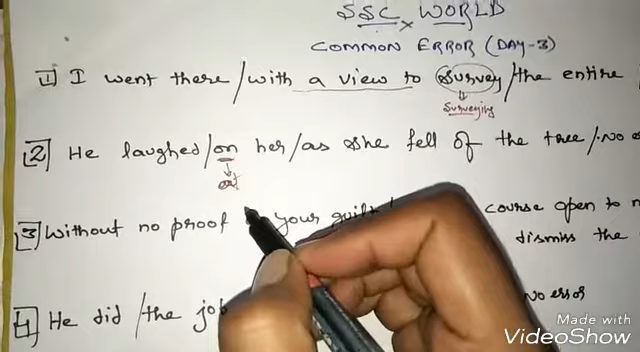 SSC WORLD
COMMON ERROR (DAY-3)
1) I went there/with a view to survey/the entire
surveying
2 He laughed/on her/as she fell of the tree/No
at
3 Without no proof your guilt course open to
dismiss the
4 He did/the job no error
Made with
VideoShow